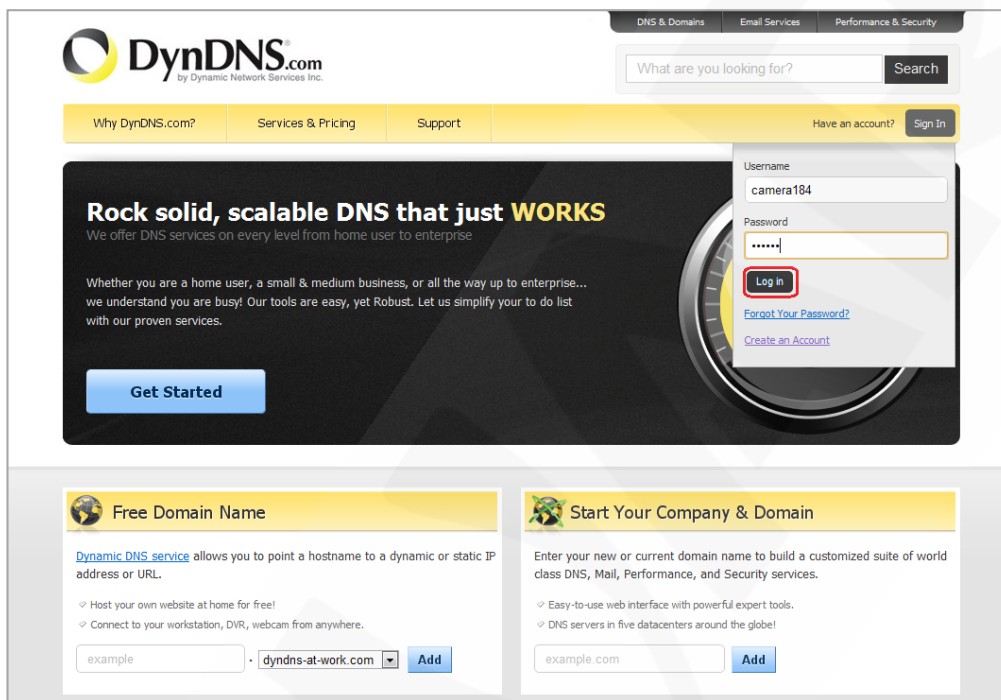 DNS & Domains
Email Services
Performance & Security
DynDNS.com
by Dynamic Network Services Inc.
What are you looking for?
Search
Why DynDNS.com?
Services & Pricing
Support
Have an account?
Sign In
Username
camera184
Password
••••••
Log in
Forgot Your Password?
Create an Account
Rock solid, scalable DNS that just WORKS
We offer DNS services on every level from home user to enterprise
Whether you are a home user, a small & medium business, or all the way up to enterprise...
we understand you are busy! Our tools are easy, yet Robust. Let us simplify your to do list
with our proven services.
Get Started
Free Domain Name
Dynamic DNS service allows you to point a hostname to a dynamic or static IP
address or URL.
Host your own website at home for free!
Connect to your workstation, DVR, webcam from anywhere.
example
. dyndns-at-work.com
Add
Start Your Company & Domain
Enter your new or current domain name to build a customized suite of world
class DNS, Mail, Performance, and Security services.
Easy-to-use web interface with powerful expert tools.
DNS servers in five datacenters around the globe!
example.com
Add